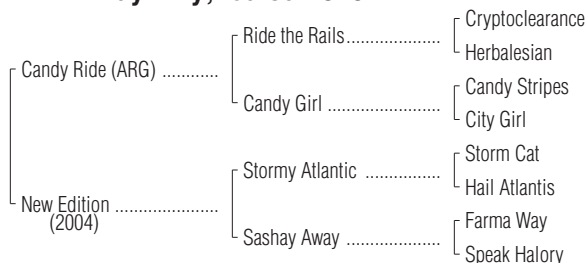 Cryptoclearance
Ride the Rails
Herbalesian
Candy Ride (ARG)
Candy Stripes
Candy Girl
City Girl
Storm Cat
Stormy Atlantic
Hail Atlantis
New Edition
(2004)
Farma Way
Sashay Away
Speak Halory